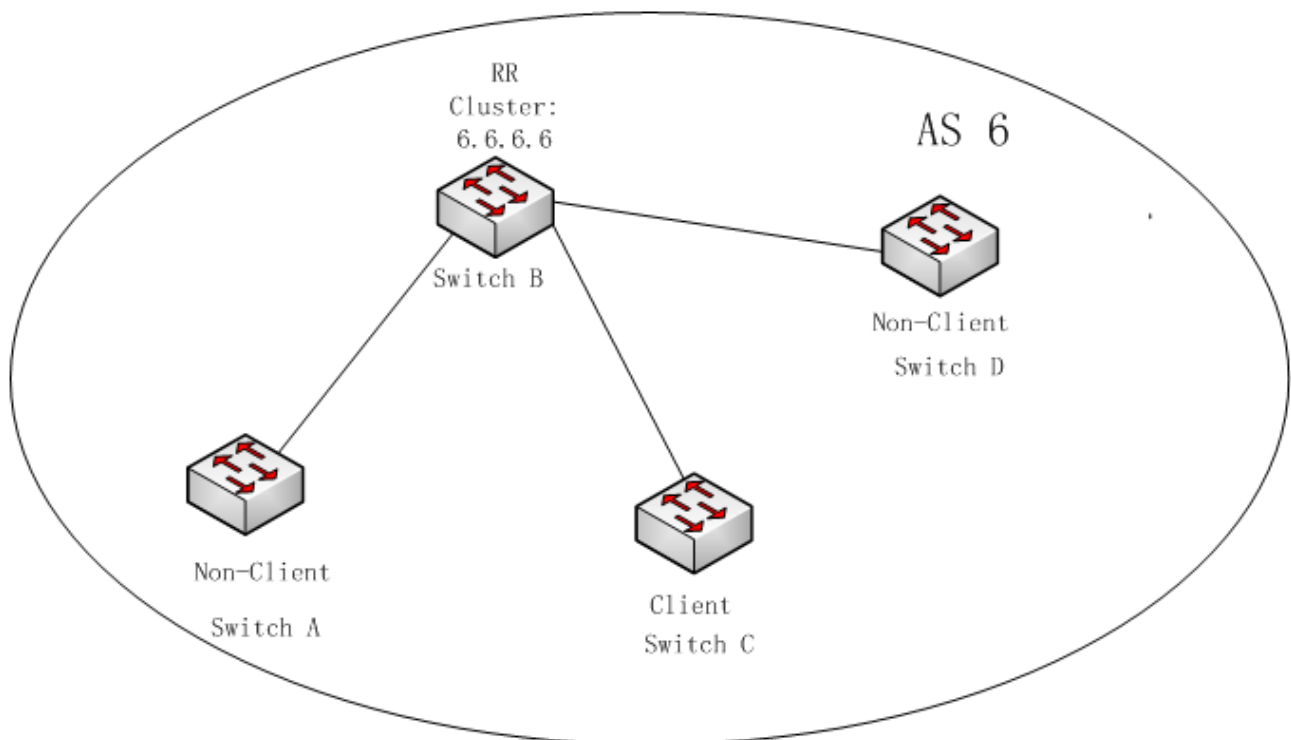 RR
Cluster:
6.6.6.6
AS 6
Switch B
Non-Client
Switch D
Non-Client
Switch A
Client
Switch C